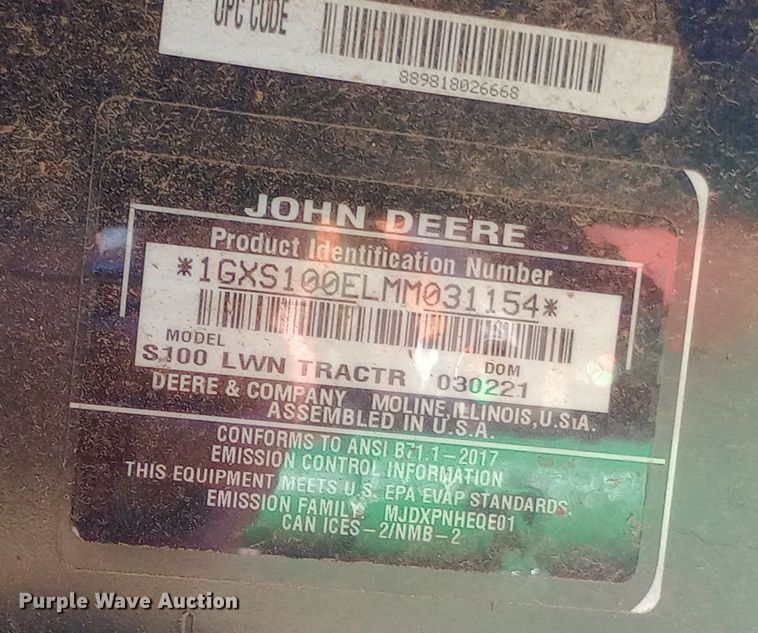 UPC CODE
889818026668
JOHN DEERE
Product Identification Number
*1GXS100ELMM031154*
MODEL
DOM
S100 LWN TRACTR 030221
DEERE & COMPANY MOLINE, ILLINOIS, U.S.A.
ASSEMBLED IN U.S.A.
CONFORMS TO ANSI B71.1-2017
EMISSION CONTROL INFORMATION
THIS EQUIPMENT MEETS U.S. EPA EVAP STANDARDS.
EMISSION FAMILY: MJDXPNHEQE01
CAN ICES-2/NMB-2
Purple Wave Auction